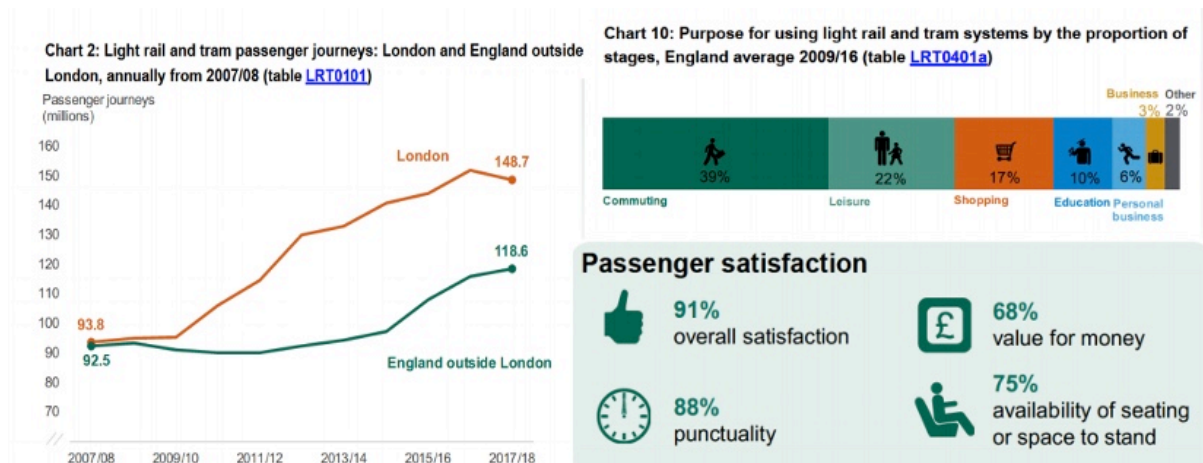 Chart 2: Light rail and tram passenger journeys: London and England outside
London, annually from 2007/08 (table LRT0101)
Passenger journeys
(millions)
160
150
140
130
120
110
100
90
80
70
London
148.7
118.6
93.8
92.5
England outside London
2007/08 2009/10 2011/12 2013/14 2015/16 2017/18
Chart 10: Purpose for using light rail and tram systems by the proportion of
stages, England average 2009/16 (table LRT0401a)
Business Other
3% 2%
39% 22% 17% 10% 6%
Commuting Leisure Shopping Education Personal
business
Passenger satisfaction
91%
overall satisfaction
£
68%
value for money
88%
punctuality
75%
availability of seating
or space to stand